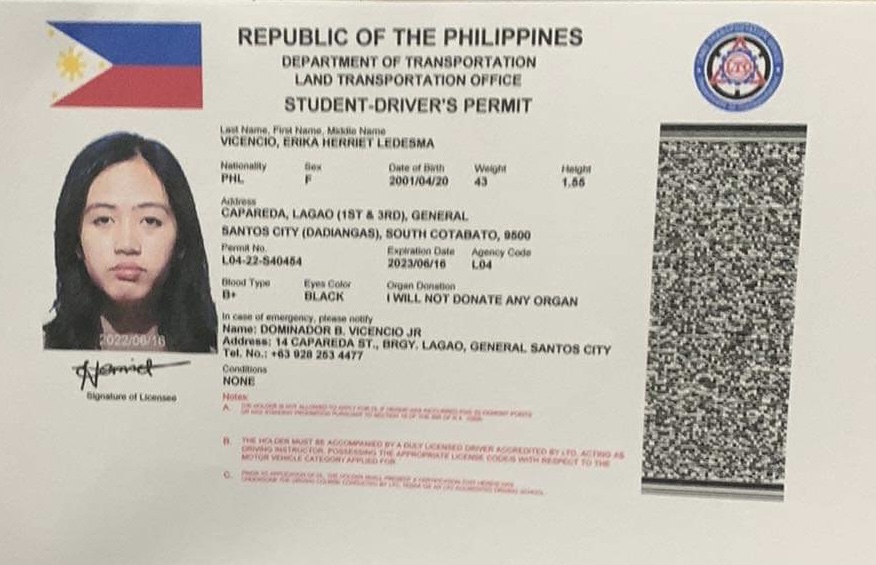 REPUBLIC OF THE PHILIPPINES
DEPARTMENT OF TRANSPORTATION
LAND TRANSPORTATION OFFICE
STUDENT-DRIVER'S PERMIT
LTO
Last Name, First Name, Middle Name
VICENCIO, ERIKA HERRIET LEDESMA
Nationality Sex Date of Birth Weight Height
PHL F 2001/04/20 43 1.55
Address
CAPAREDA, LAGAO (1ST & 3RD), GENERAL
SANTOS CITY (DADIANGAS), SOUTH COTABATO, 9500
Permit No. Expiration Date Agency Code
L04-22-S40454 2023/06/16 L04
Blood Type Eyes Color Organ Donation
B+ BLACK I WILL NOT DONATE ANY ORGAN
In case of emergency, please notify
Name: DOMINADOR B. VICENCIO JR
Address: 14 CAPAREDA ST., BRGY. LAGAO, GENERAL SANTOS CITY
Tel. No.: +63 928 253 4477
Conditions
NONE
2022/06/16
Signature of Licensee
Notes:
A.
B. THE HOLDER MUST BE ACCOMPANIED BY A DULY LICENSED DRIVER ACCREDITED BY LTO, ACTING AS
DRIVING INSTRUCTOR, POSSESSING THE APPROPRIATE LICENSE CODE/S WITH RESPECT TO THE
MOTOR VEHICLE CATEGORY APPLIED FOR
C.